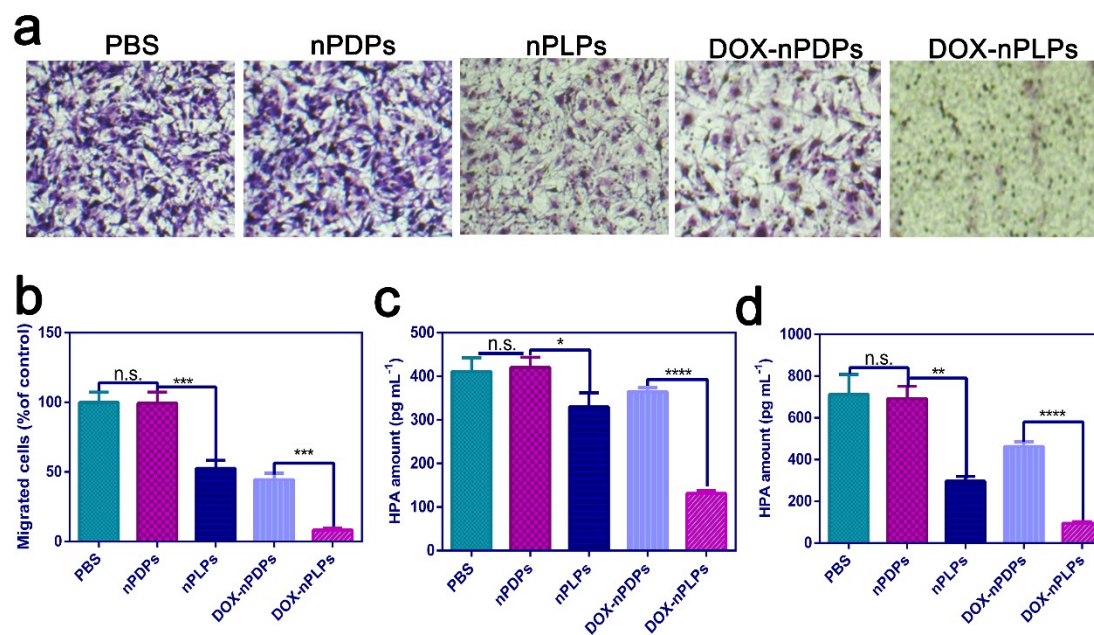 a
PBS
nPDPs
nPLPs
DOX-nPDPs
DOX-nPLPs
b
Migrated cells (% of control)
150
100
50
0
n.s.
***
***
PBS
nPDPs
nPLPs
DOX-nPDPs
DOX-nPLPs
c
HPA amount (pg mL⁻¹)
500
400
300
200
100
0
n.s.
*
****
PBS
nPDPs
nPLPs
DOX-nPDPs
DOX-nPLPs
d
HPA amount (pg mL⁻¹)
1000
800
600
400
200
0
n.s.
**
****
PBS
nPDPs
nPLPs
DOX-nPDPs
DOX-nPLPs